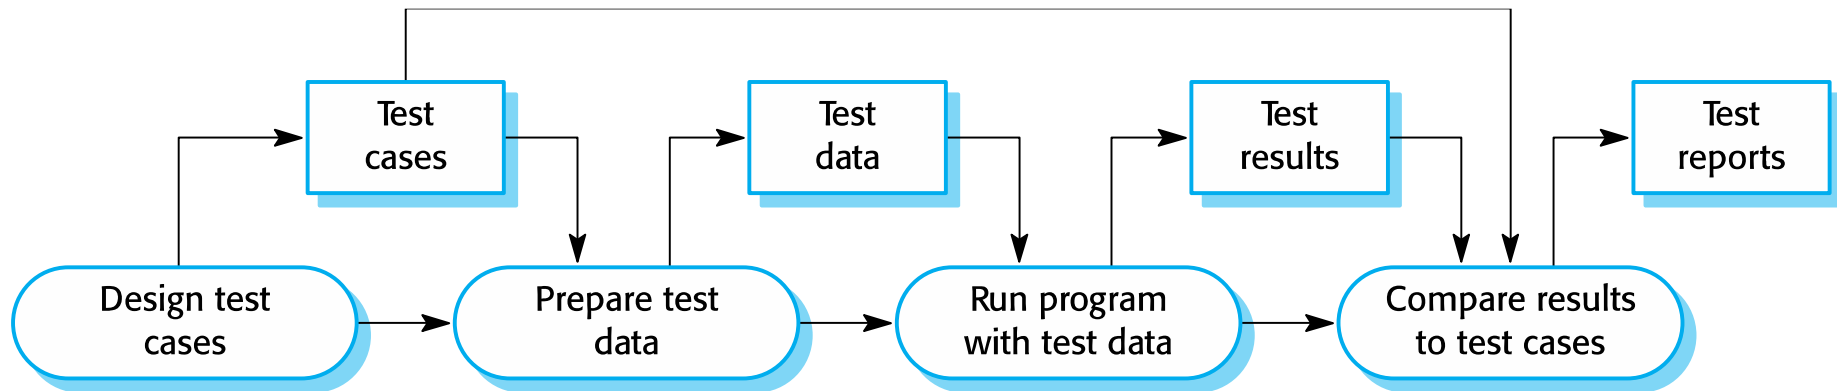 Test
cases
Test
data
Test
results
Test
reports
Design test
cases
Prepare test
data
Run program
with test data
Compare results
to test cases